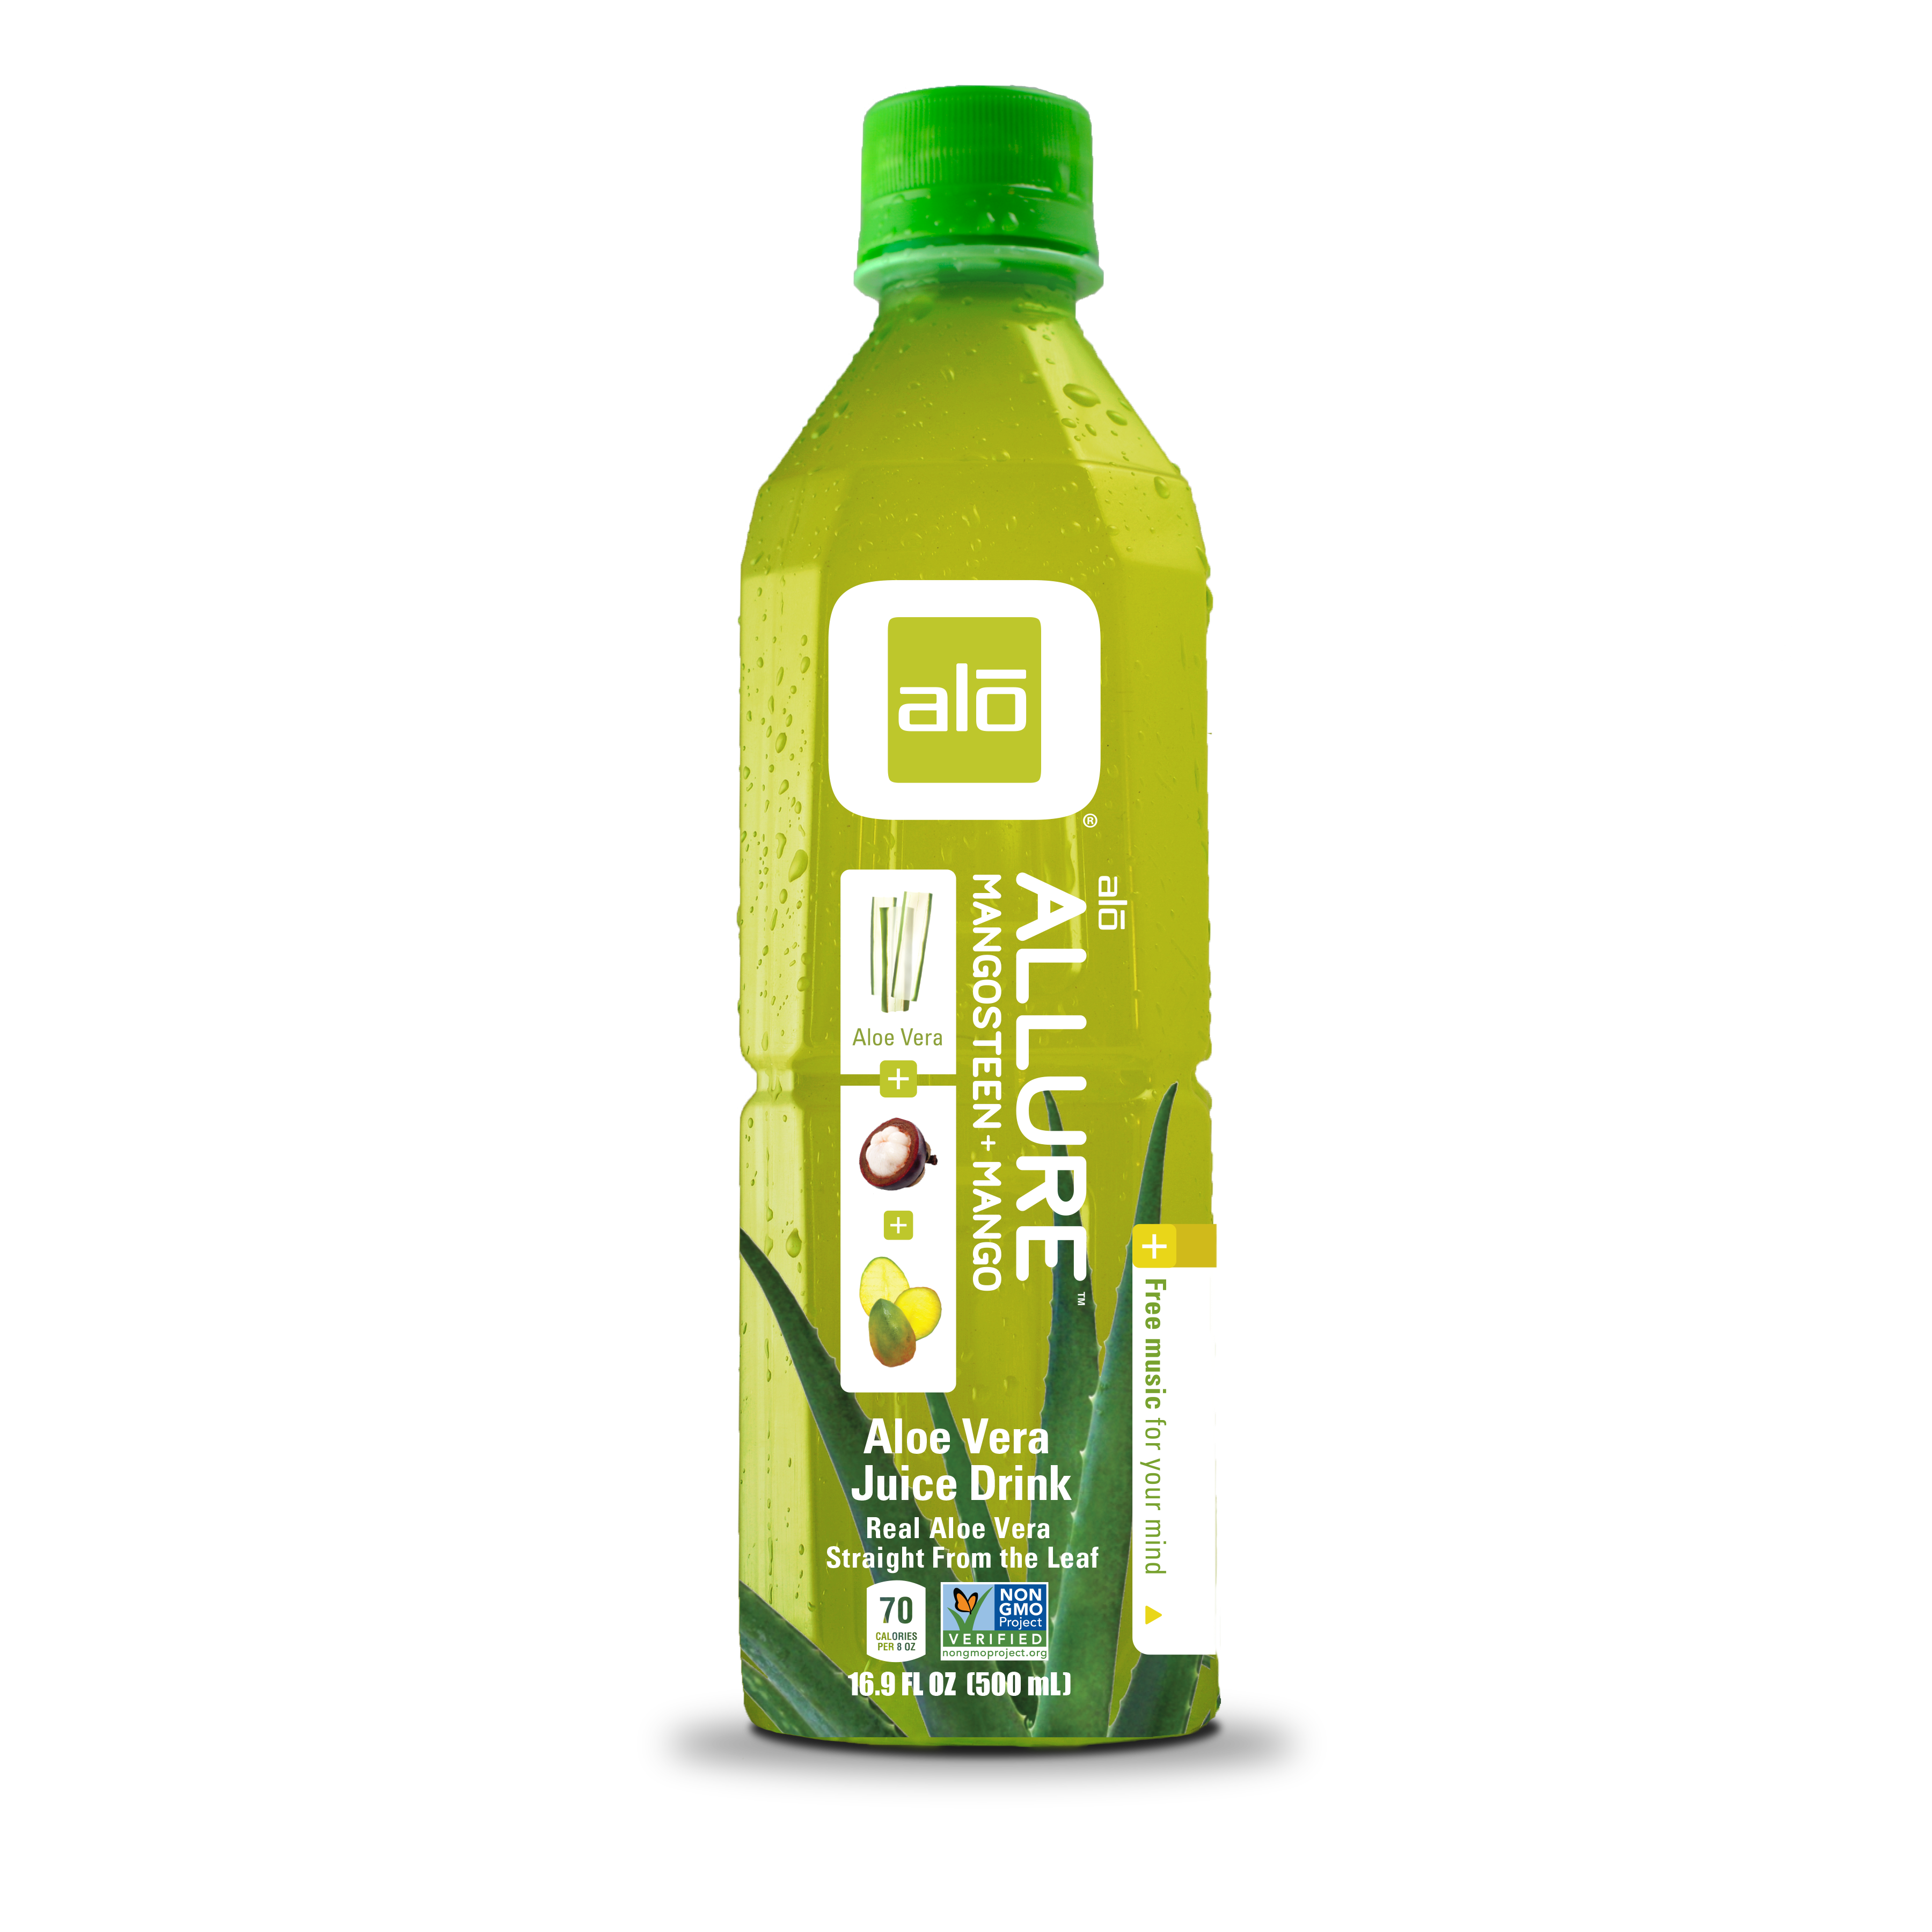 alō
®
alō
ALLURE™
MANGOSTEEN + MANGO
Aloe Vera
+
+
+
Free music for your mind
Aloe Vera
Juice Drink
Real Aloe Vera
Straight From the Leaf
70
CALORIES
PER 8 OZ
NON
GMO
Project
VERIFIED
nongmoproject.org
16.9 FL OZ (500 mL)